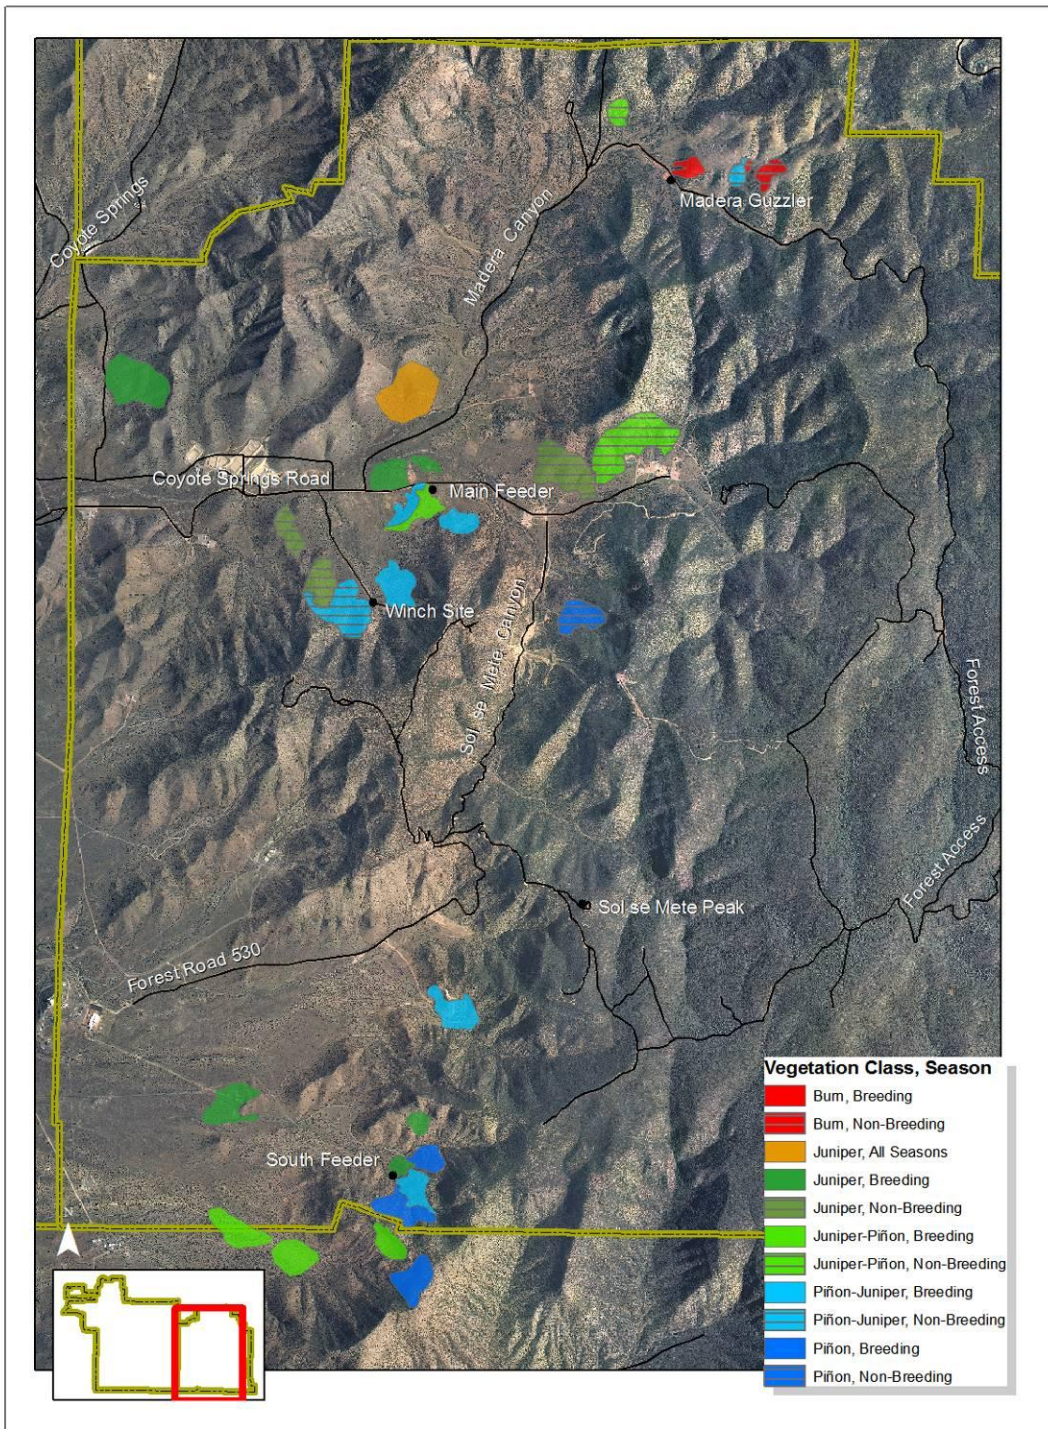 Madera Guzzler
Coyote Springs
Madera Canyon
Coyote Springs Road
Main Feeder
Winch Site
Sol se Mete Canyon
Forest Access
Forest Access
Sol se Mete Peak
Forest Road 530
South Feeder
N
Vegetation Class, Season
Burn, Breeding
Burn, Non-Breeding
Juniper, All Seasons
Juniper, Breeding
Juniper, Non-Breeding
Juniper-Piñon, Breeding
Juniper-Piñon, Non-Breeding
Piñon-Juniper, Breeding
Piñon-Juniper, Non-Breeding
Piñon, Breeding
Piñon, Non-Breeding